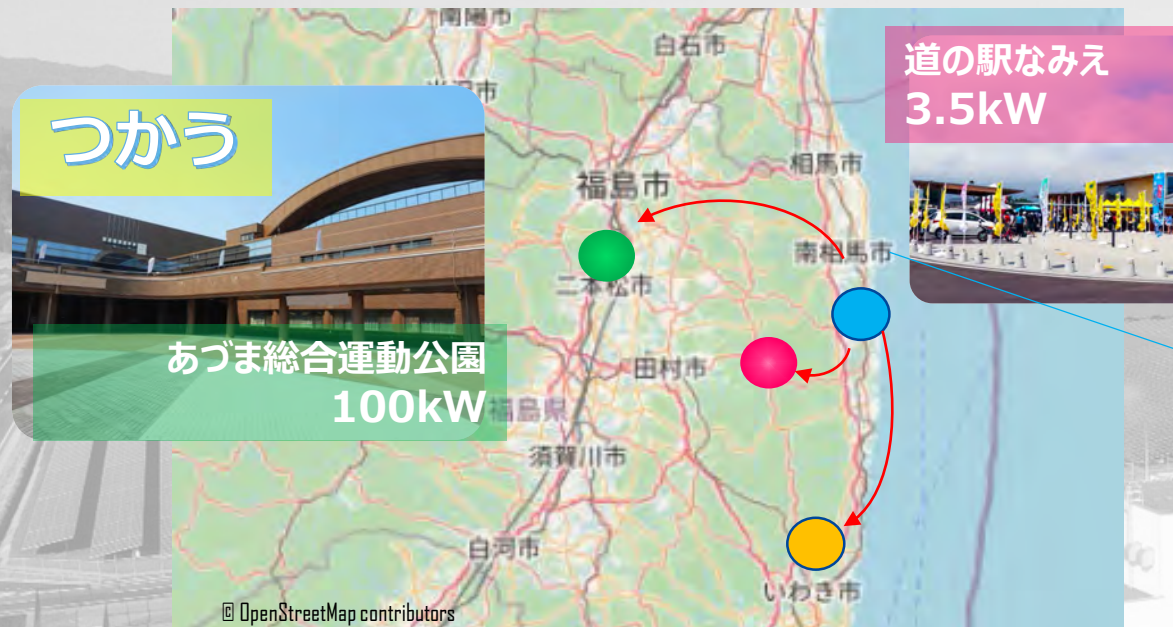 つかう
あづま総合運動公園
100kW
道の駅なみえ
3.5kW
南陽市
白石市
福島市
相馬市
南相馬市
二本松市
田村市
福島県
須賀川市
白河市
いわき市
© OpenStreetMap contributors